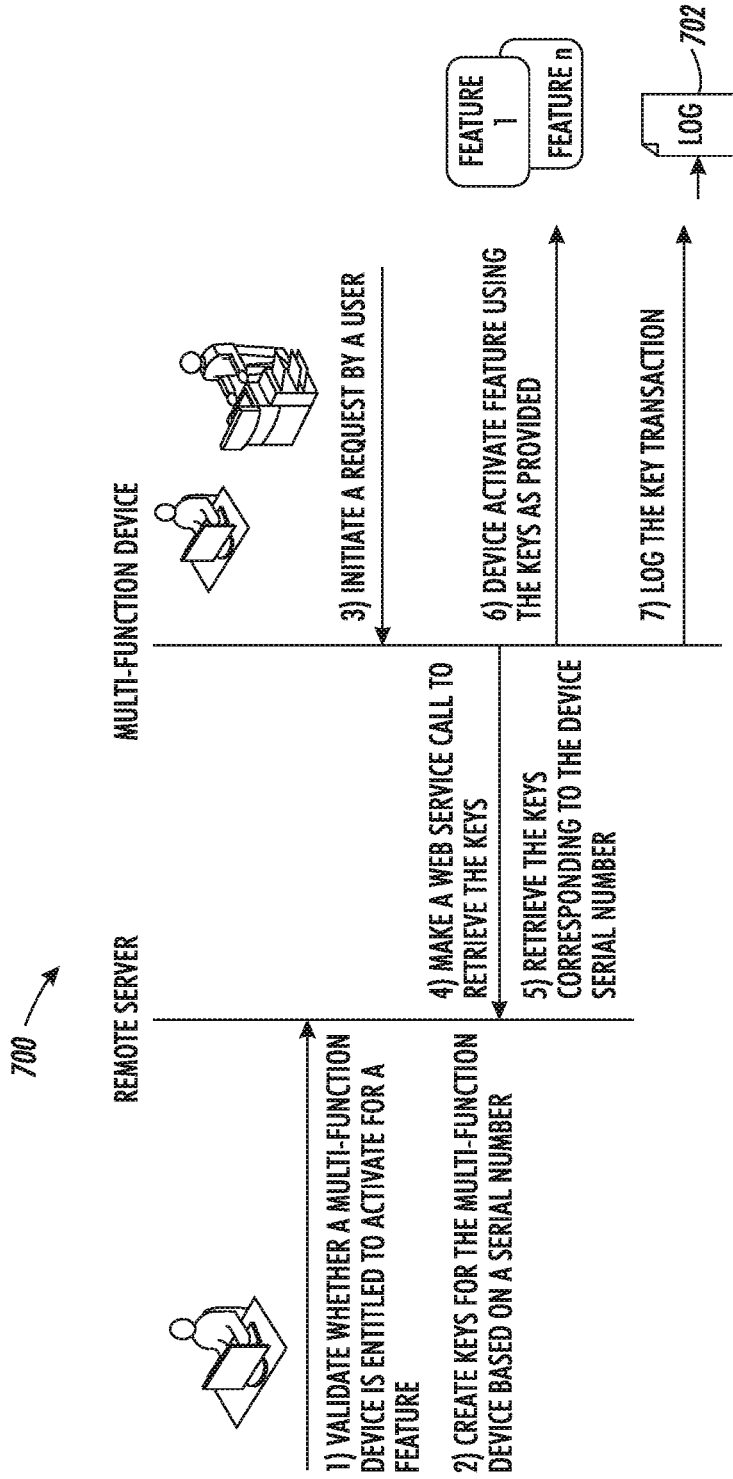 700
REMOTE SERVER
MULTI-FUNCTION DEVICE
1) VALIDATE WHETHER A MULTI-FUNCTION
DEVICE IS ENTITLED TO ACTIVATE FOR A
FEATURE
2) CREATE KEYS FOR THE MULTI-FUNCTION
DEVICE BASED ON A SERIAL NUMBER
3) INITIATE A REQUEST BY A USER
4) MAKE A WEB SERVICE CALL TO
RETRIEVE THE KEYS
5) RETRIEVE THE KEYS
CORRESPONDING TO THE DEVICE
SERIAL NUMBER
6) DEVICE ACTIVATE FEATURE USING
THE KEYS AS PROVIDED
FEATURE
1
FEATURE n
7) LOG THE KEY TRANSACTION
LOG
702